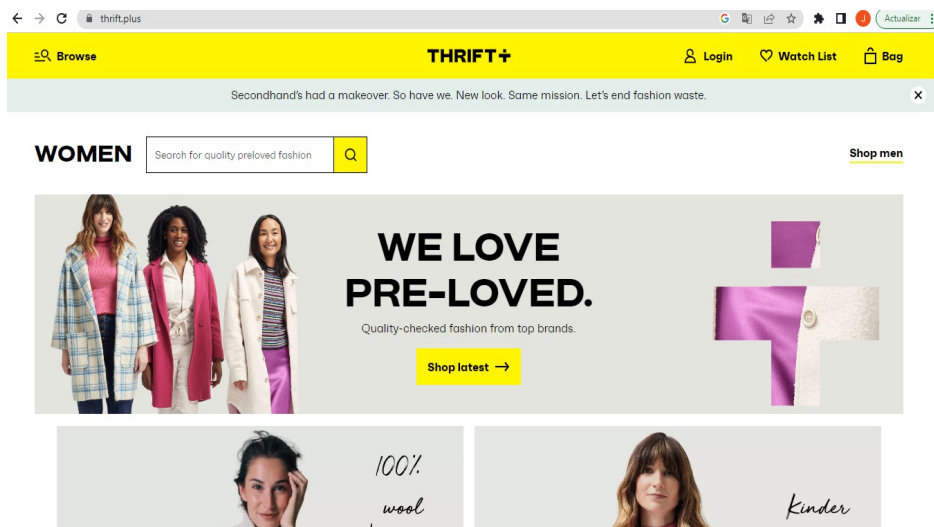 thrift.plus
Actualizar
Browse
THRIFT+
Login
Watch List
Bag
Secondhand's had a makeover. So have we. New look. Same mission. Let's end fashion waste.
WOMEN
Search for quality preloved fashion
Shop men
WE LOVE
PRE-LOVED.
Quality-checked fashion from top brands.
Shop latest →
100%
wool
Kinder